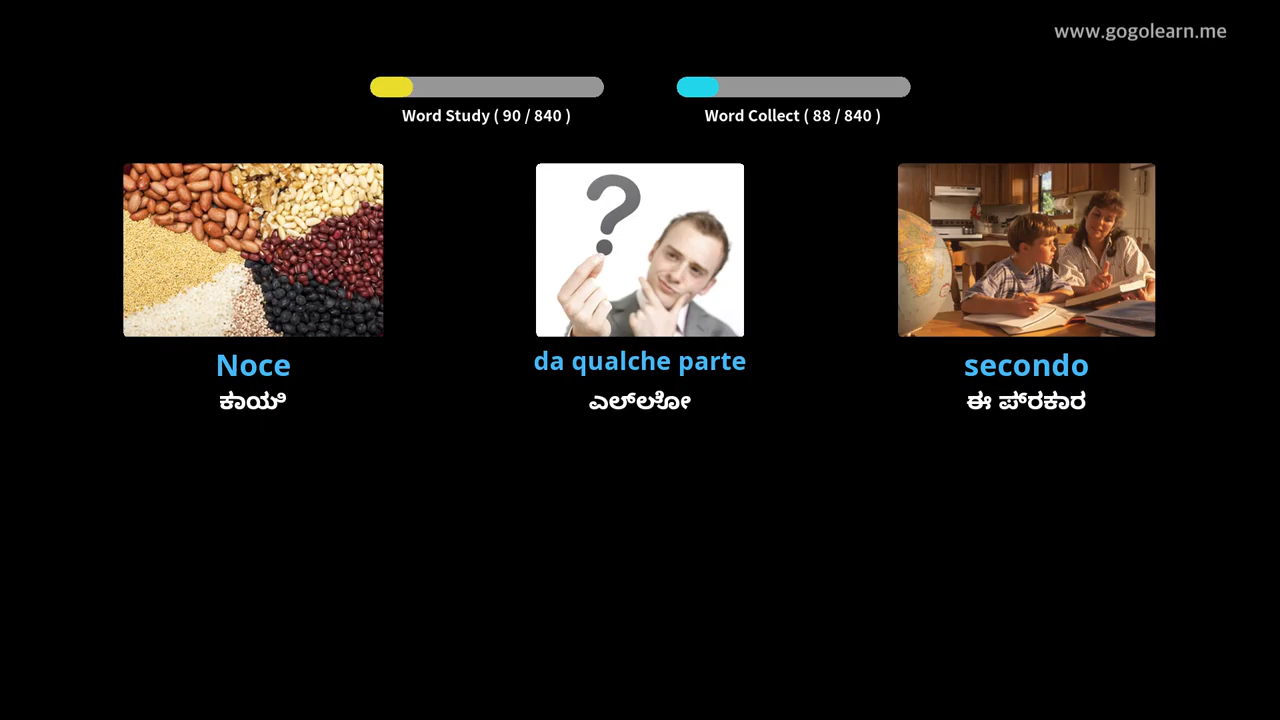 www.gogolearn.me
Word Study ( 90 / 840 )
Word Collect ( 88 / 840 )
Noce
da qualche parte
secondo
ಕಾಯಿ
ಎಲ್ಲೋ
ಈ ಪ್ರಕಾರ